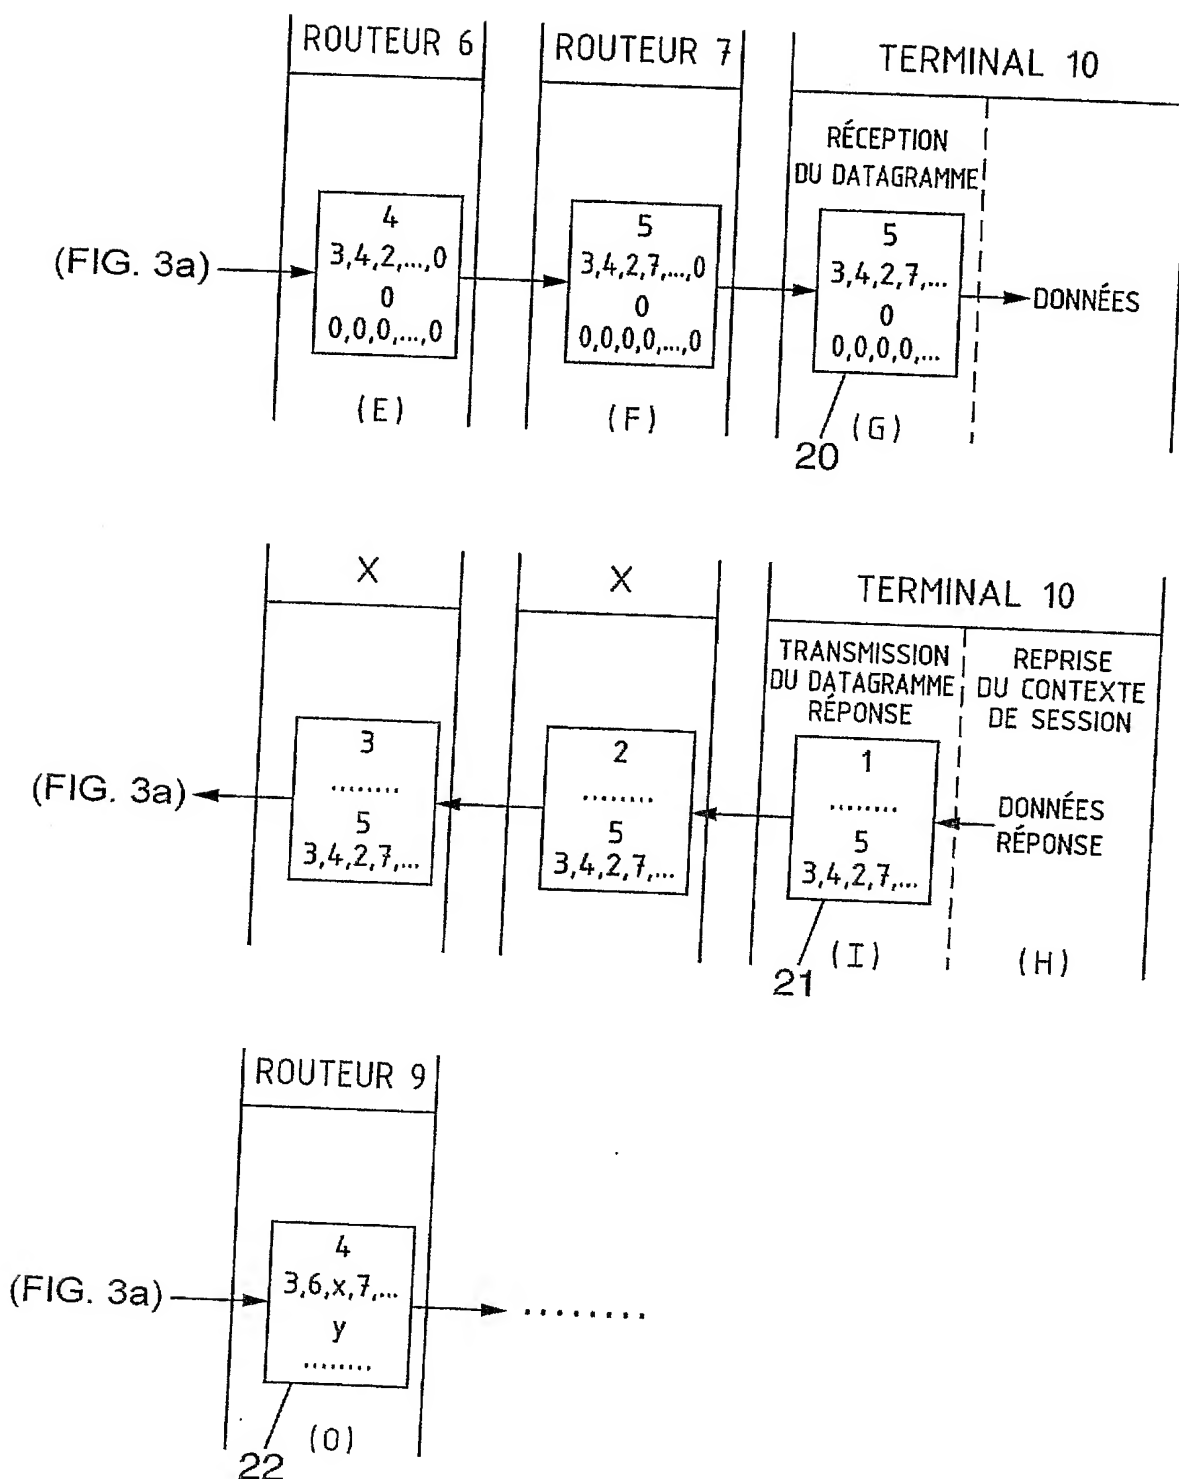 ROUTEUR 6
ROUTEUR 7
TERMINAL 10
RÉCEPTION
DU DATAGRAMME
(FIG. 3a)
4
3,4,2,...,0
0
0,0,0,...,0
(E)
5
3,4,2,7,...,0
0
0,0,0,0,...,0
(F)
5
3,4,2,7,...
0
0,0,0,0,...
20
(G)
DONNÉES
X
X
TERMINAL 10
TRANSMISSION
DU DATAGRAMME
RÉPONSE
REPRISE
DU CONTEXTE
DE SESSION
(FIG. 3a)
3
........
5
3,4,2,7,...
2
........
5
3,4,2,7,...
1
........
5
3,4,2,7,...
21
(I)
DONNÉES
RÉPONSE
(H)
ROUTEUR 9
(FIG. 3a)
4
3,6,x,7,...
y
........
22
(O)
........